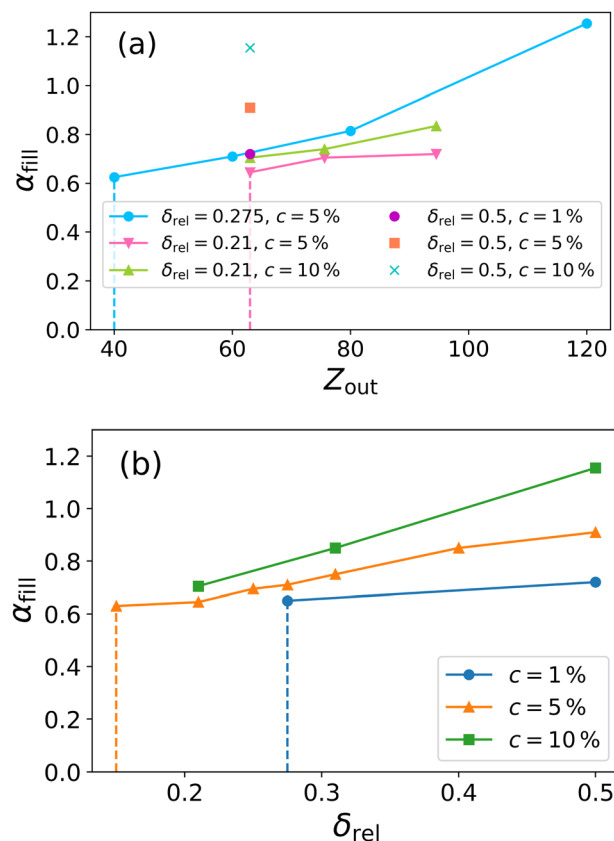 1.2
(a)
1.0
0.8
0.6
0.4
0.2
0.0
α_fill
δ_rel = 0.275, c = 5 %
δ_rel = 0.21, c = 5 %
δ_rel = 0.21, c = 10 %
δ_rel = 0.5, c = 1 %
δ_rel = 0.5, c = 5 %
δ_rel = 0.5, c = 10 %
40 60 80 100 120
Z_out
(b)
1.2
1.0
0.8
0.6
0.4
0.2
0.0
α_fill
c = 1 %
c = 5 %
c = 10 %
0.2 0.3 0.4 0.5
δ_rel